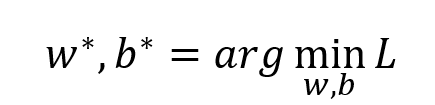 w*, b* = arg min L
w,b